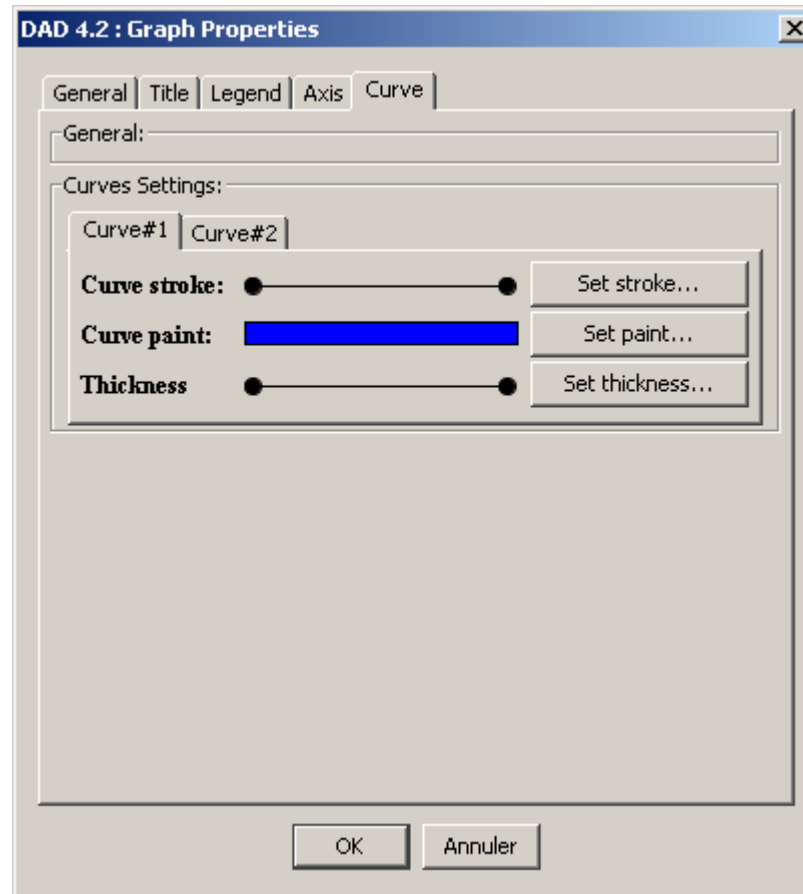 DAD 4.2 : Graph Properties
General Title Legend Axis Curve
General:
Curves Settings:
Curve#1 Curve#2
Curve stroke: Set stroke...
Curve paint: Set paint...
Thickness Set thickness...
OK Annuler